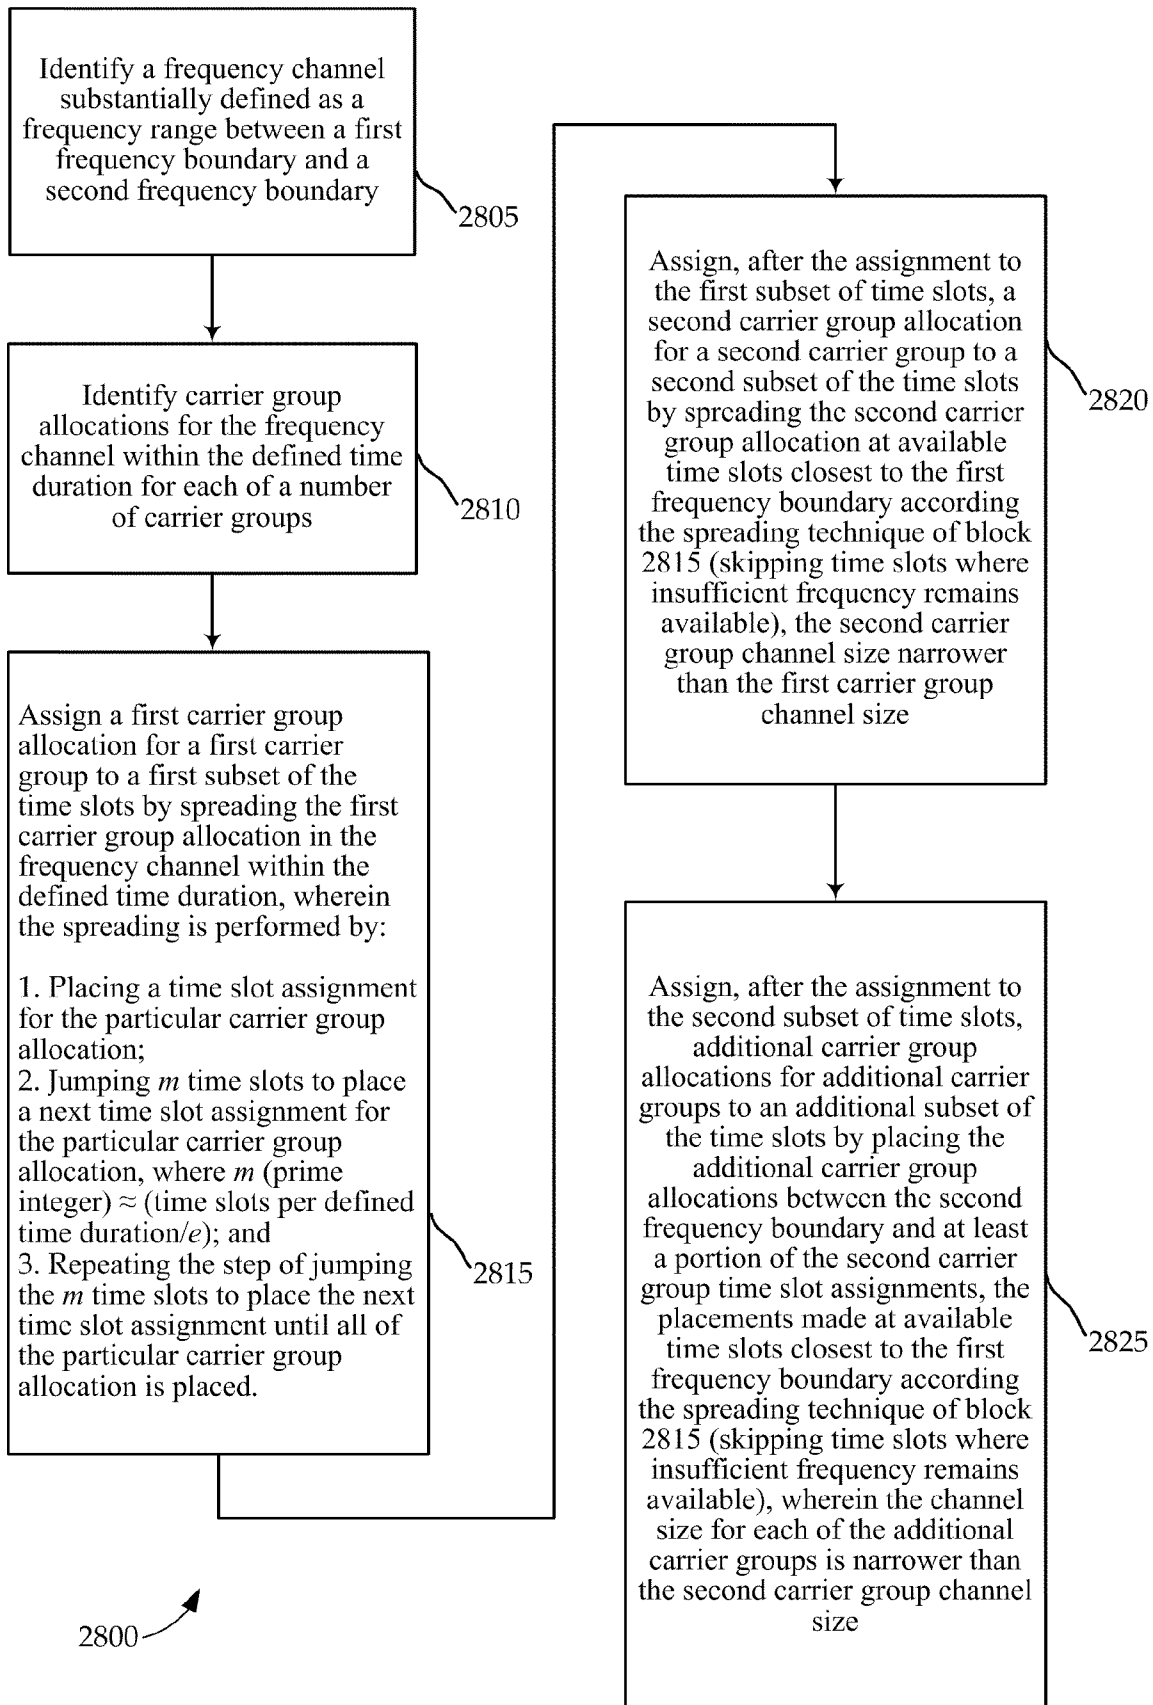 Identify a frequency channel
substantially defined as a
frequency range between a first
frequency boundary and a
second frequency boundary
2805
Identify carrier group
allocations for the frequency
channel within the defined time
duration for each of a number
of carrier groups
2810
Assign a first carrier group
allocation for a first carrier
group to a first subset of the
time slots by spreading the first
carrier group allocation in the
frequency channel within the
defined time duration, wherein
the spreading is performed by:
1. Placing a time slot assignment
for the particular carrier group
allocation;
2. Jumping m time slots to place
a next time slot assignment for
the particular carrier group
allocation, where m (prime
integer) ≈ (time slots per defined
time duration/e); and
3. Repeating the step of jumping
the m time slots to place the next
time slot assignment until all of
the particular carrier group
allocation is placed.
2815
Assign, after the assignment to
the first subset of time slots, a
second carrier group allocation
for a second carrier group to a
second subset of the time slots
by spreading the second carrier
group allocation at available
time slots closest to the first
frequency boundary according
the spreading technique of block
2815 (skipping time slots where
insufficient frequency remains
available), the second carrier
group channel size narrower
than the first carrier group
channel size
2820
Assign, after the assignment to
the second subset of time slots,
additional carrier group
allocations for additional carrier
groups to an additional subset of
the time slots by placing the
additional carrier group
allocations between the second
frequency boundary and at least
a portion of the second carrier
group time slot assignments, the
placements made at available
time slots closest to the first
frequency boundary according
the spreading technique of block
2815 (skipping time slots where
insufficient frequency remains
available), wherein the channel
size for each of the additional
carrier groups is narrower than
the second carrier group channel
size
2825
2800